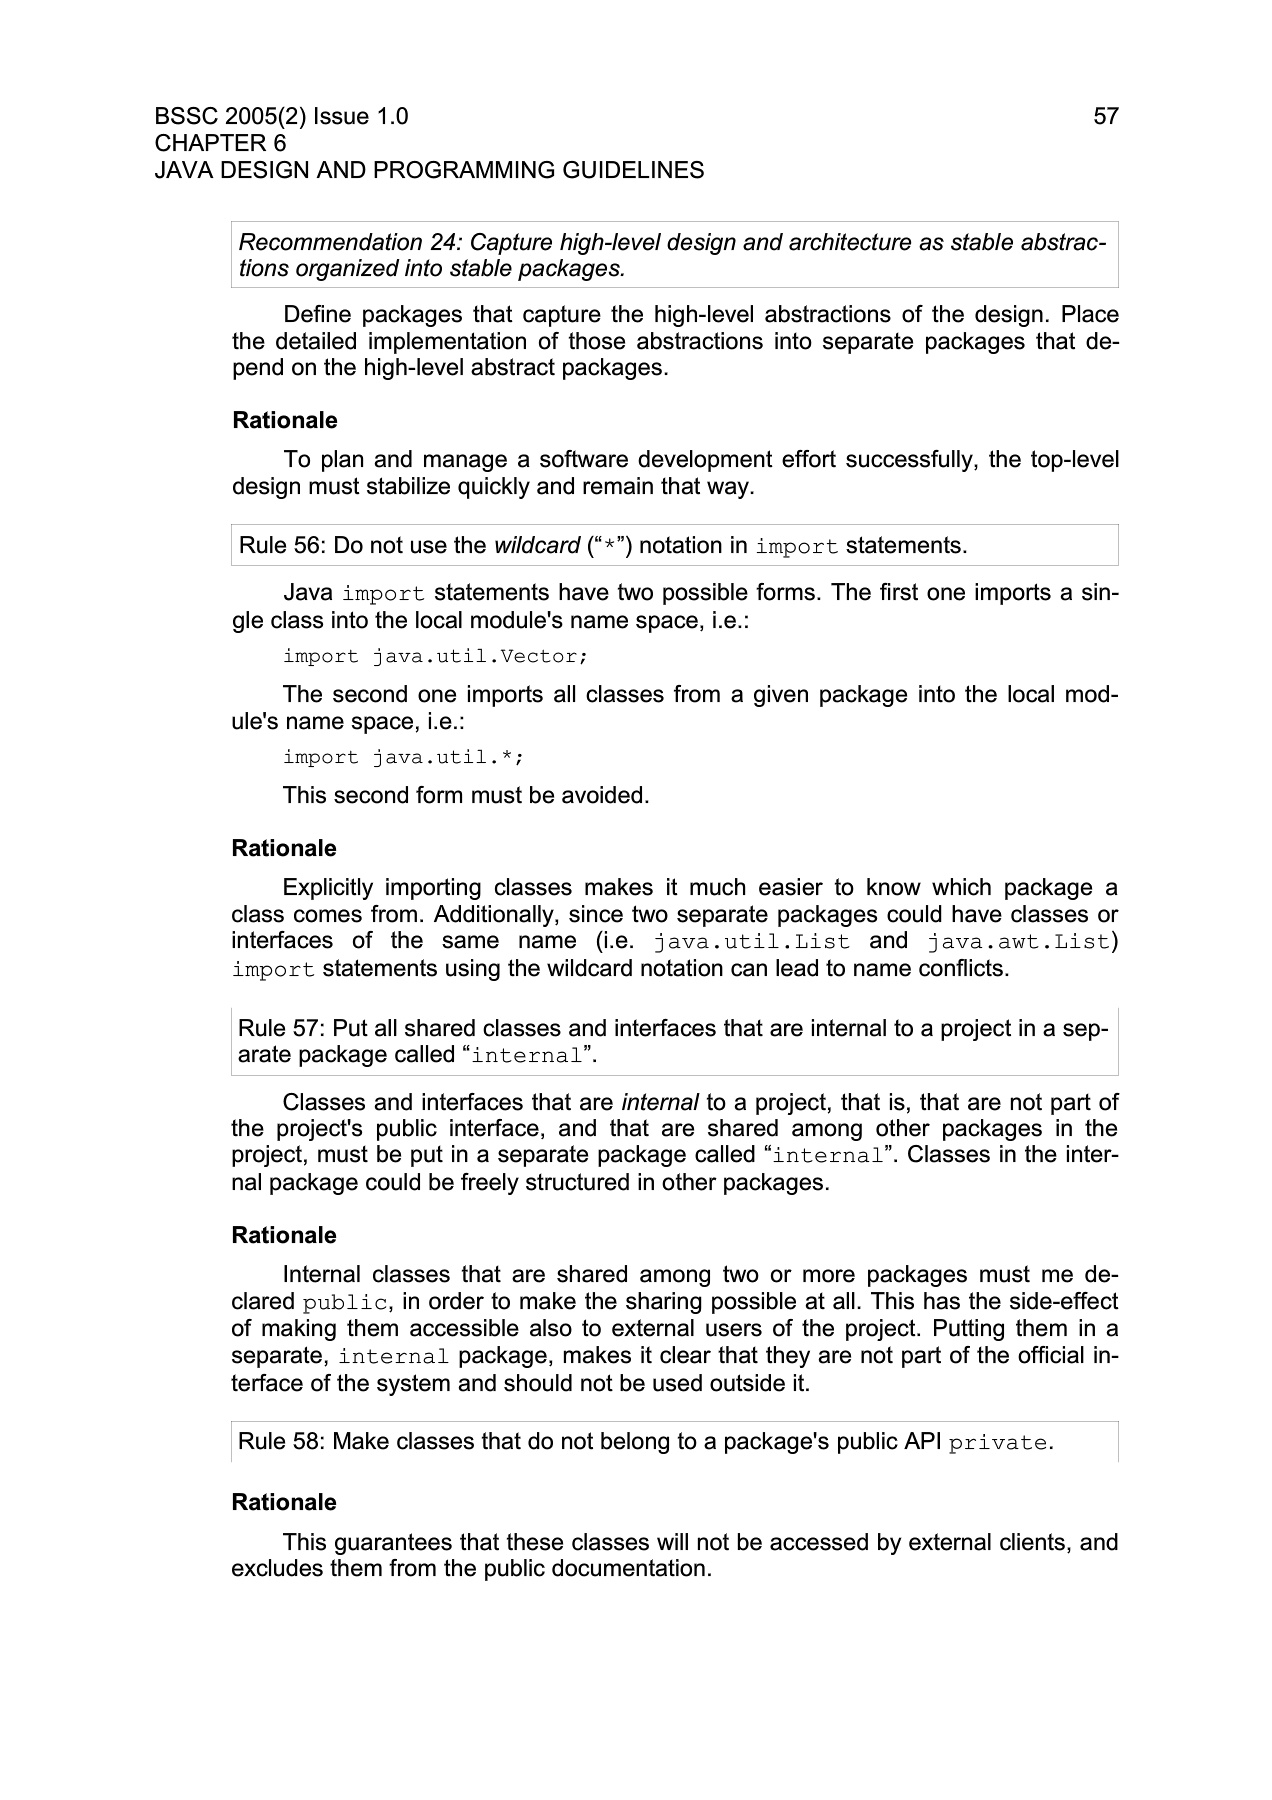 BSSC 2005(2) Issue 1.0 57
CHAPTER 6
JAVA DESIGN AND PROGRAMMING GUIDELINES
Recommendation 24: Capture high-level design and architecture as stable abstrac-
tions organized into stable packages.
Define packages that capture the high-level abstractions of the design. Place
the detailed implementation of those abstractions into separate packages that de-
pend on the high-level abstract packages.
Rationale
To plan and manage a software development effort successfully, the top-level
design must stabilize quickly and remain that way.
Rule 56: Do not use the wildcard (“*”) notation in import statements.
Java import statements have two possible forms. The first one imports a sin-
gle class into the local module's name space, i.e.:
import java.util.Vector;
The second one imports all classes from a given package into the local mod-
ule's name space, i.e.:
import java.util.*;
This second form must be avoided.
Rationale
Explicitly importing classes makes it much easier to know which package a
class comes from. Additionally, since two separate packages could have classes or
interfaces of the same name (i.e. java.util.List and java.awt.List)
import statements using the wildcard notation can lead to name conflicts.
Rule 57: Put all shared classes and interfaces that are internal to a project in a sep-
arate package called “internal”.
Classes and interfaces that are internal to a project, that is, that are not part of
the project's public interface, and that are shared among other packages in the
project, must be put in a separate package called “internal”. Classes in the inter-
nal package could be freely structured in other packages.
Rationale
Internal classes that are shared among two or more packages must me de-
clared public, in order to make the sharing possible at all. This has the side-effect
of making them accessible also to external users of the project. Putting them in a
separate, internal package, makes it clear that they are not part of the official in-
terface of the system and should not be used outside it.
Rule 58: Make classes that do not belong to a package's public API private.
Rationale
This guarantees that these classes will not be accessed by external clients, and
excludes them from the public documentation.